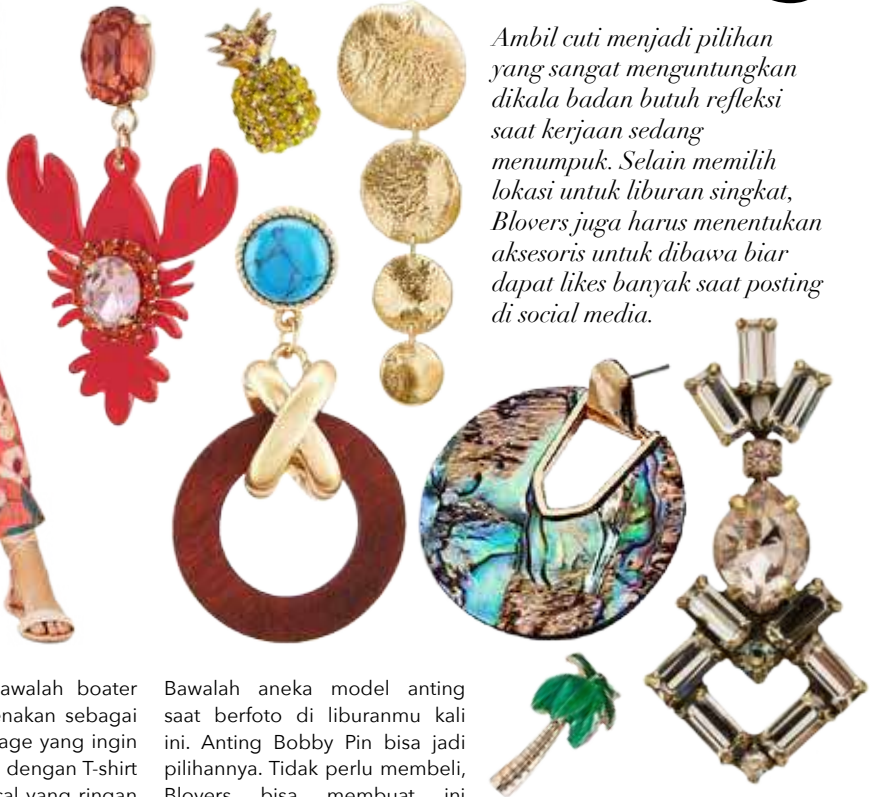 Ambil cuti menjadi pilihan
yang sangat menguntungkan
dikala badan butuh refleksi
saat kerjaan sedang
menumpuk. Selain memilih
lokasi untuk liburan singkat,
Blovers juga harus menentukan
aksesoris untuk dibawa biar
dapat likes banyak saat posting
di social media.
awalah boater
enakan sebagai
age yang ingin
dengan T-shirt
yang ringan
Bawalah aneka model anting
saat berfoto di liburanmu kali
ini. Anting Bobby Pin bisa jadi
pilihannya. Tidak perlu membeli,
Blovers bisa membuat ini